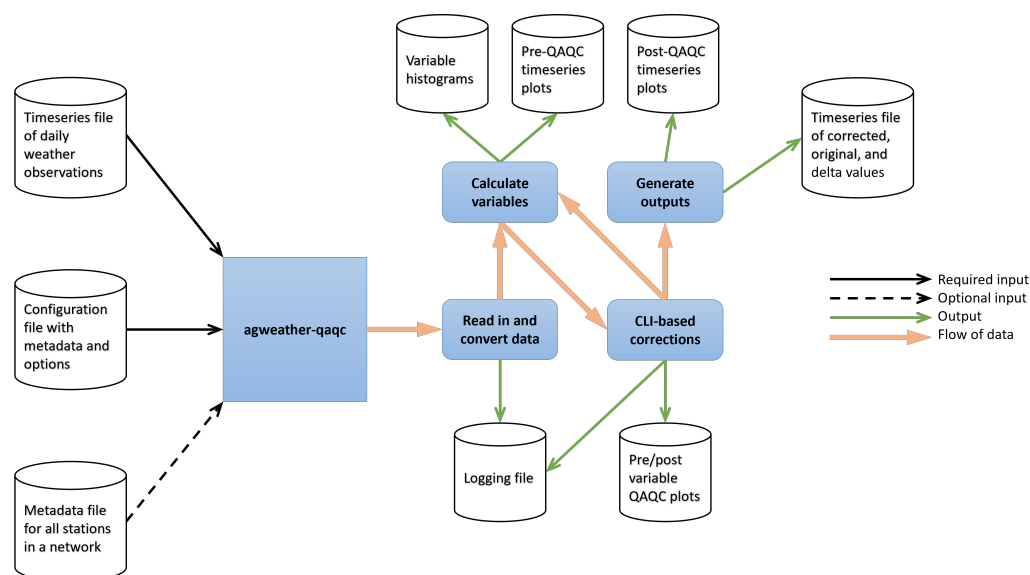 Variable
histograms
Pre-QAQC
timeseries
plots
Post-QAQC
timeseries
plots
Timeseries file
of daily
weather
observations
Timeseries file
of corrected,
original, and
delta values
Calculate
variables
Generate
outputs
Configuration
file with
metadata and
options
agweather-qaqc
Read in and
convert data
CLI-based
corrections
Required input
Optional input
Output
Flow of data
Logging file
Pre/post
variable
QAQC plots
Metadata file
for all stations
in a network